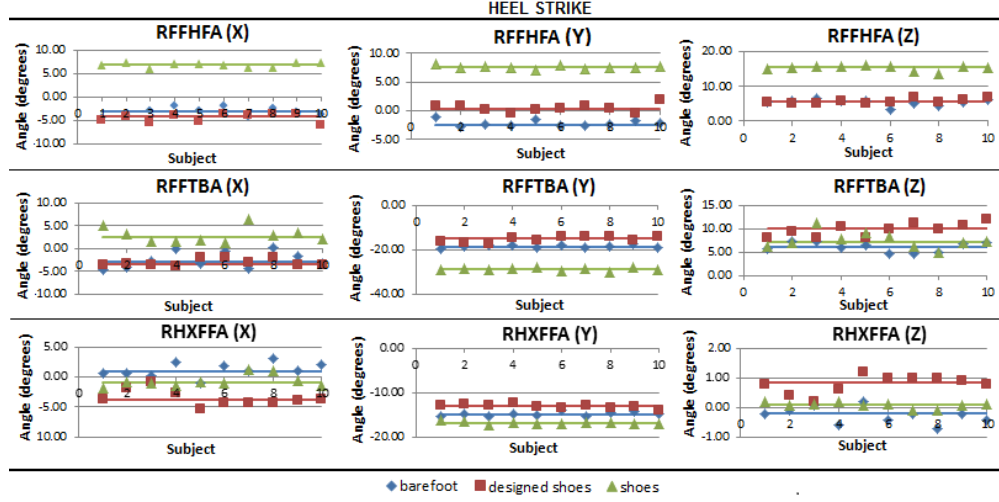 HEEL STRIKE
RFFHFA (X)
RFFHFA (Y)
RFFHFA (Z)
Angle (degrees)
10.00
5.00
0.00
-5.00
-10.00
0 1 2 3 4 5 6 7 8 9 10
Subject
Angle (degrees)
10.00
5.00
0.00
-5.00
0 2 4 6 8 10
Subject
Angle (degrees)
20.00
10.00
0.00
0 2 4 6 8 10
Subject
RFFTBA (X)
RFFTBA (Y)
RFFTBA (Z)
Angle (degrees)
10.00
5.00
0.00
-5.00
-10.00
0 2 4 6 8 10
Subject
Angle (degrees)
0.00
-20.00
-40.00
0 2 4 6 8 10
Subject
Angle (degrees)
15.00
10.00
5.00
0.00
0 2 4 6 8 10
Subject
RHXFFA (X)
RHXFFA (Y)
RHXFFA (Z)
Angle (degrees)
5.00
0.00
-5.00
10.00
0 2 4 6 8 10
Subject
Angle (degrees)
0.00
-10.00
-20.00
0 2 4 6 8 10
Subject
Angle (degrees)
2.00
1.00
0.00
-1.00
0 2 4 6 8 10
Subject
barefoot designed shoes shoes